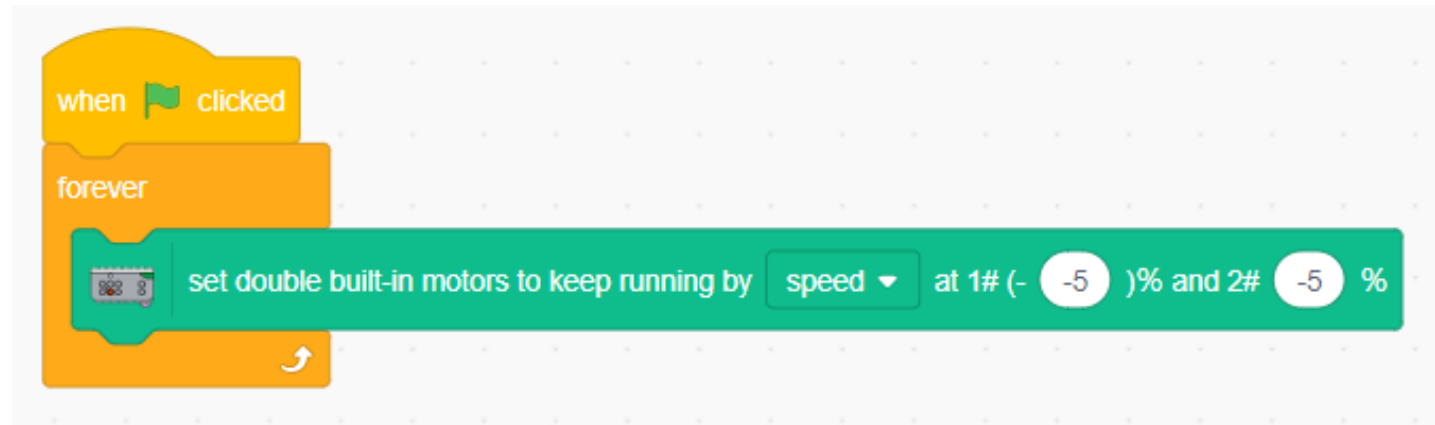 when clicked
forever
set double built-in motors to keep running by speed at 1# (- -5 )% and 2# -5 %